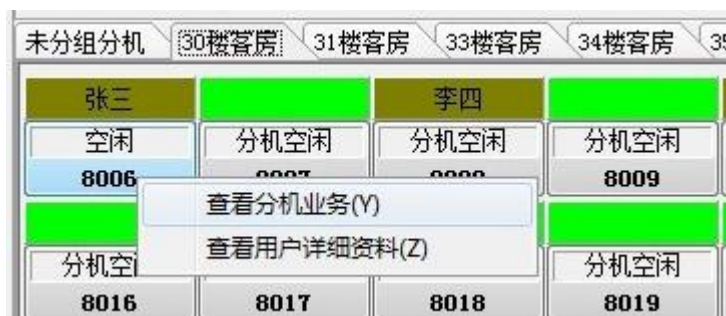 未分组分机 30楼客房 31楼客房 33楼客房 34楼客房
张三 李四
空闲 分机空闲 分机空闲 分机空闲
8006 8009
查看分机业务(Y)
查看用户详细资料(Z)
分机空 分机空闲
8016 8017 8018 8019